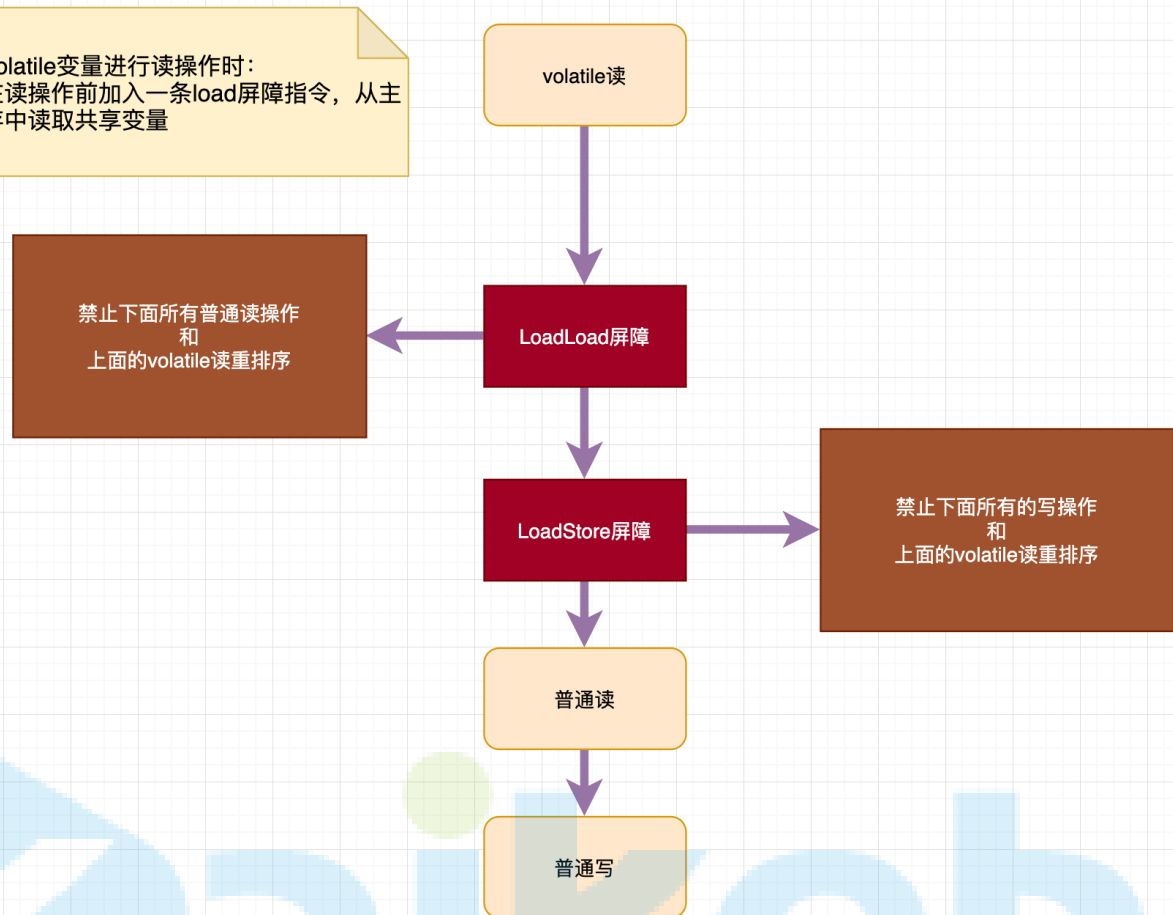 olatile变量进行读操作时：
读操作前加入一条load屏障指令，从主
中读取共享变量
volatile读
禁止下面所有普通读操作
和
上面的volatile读重排序
LoadLoad屏障
LoadStore屏障
禁止下面所有的写操作
和
上面的volatile读重排序
普通读
普通写